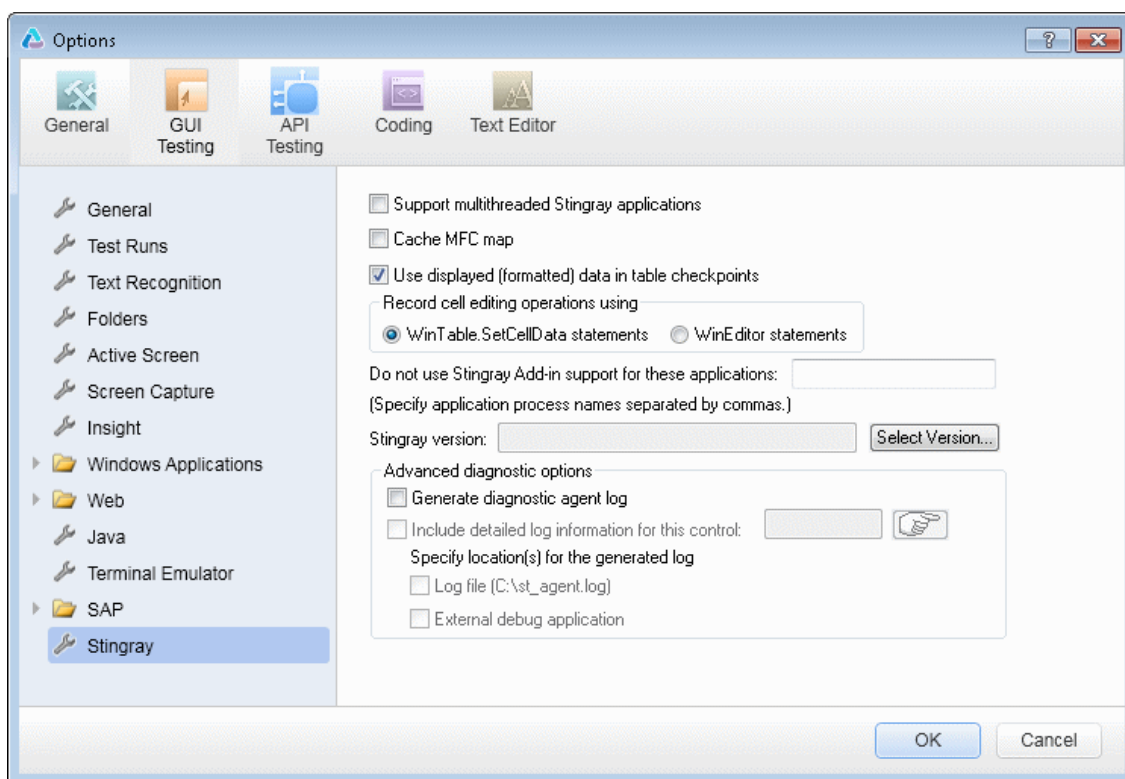 Options
General
GUI
Testing
API
Testing
Coding
Text Editor
General
Test Runs
Text Recognition
Folders
Active Screen
Screen Capture
Insight
Windows Applications
Web
Java
Terminal Emulator
SAP
Stingray
Support multithreaded Stingray applications
Cache MFC map
Use displayed (formatted) data in table checkpoints
Record cell editing operations using
WinTable.SetCellData statements WinEditor statements
Do not use Stingray Add-in support for these applications:
(Specify application process names separated by commas.)
Stingray version: Select Version...
Advanced diagnostic options
Generate diagnostic agent log
Include detailed log information for this control:
Specify location(s) for the generated log
Log file (C:\st_agent.log)
External debug application
OK Cancel